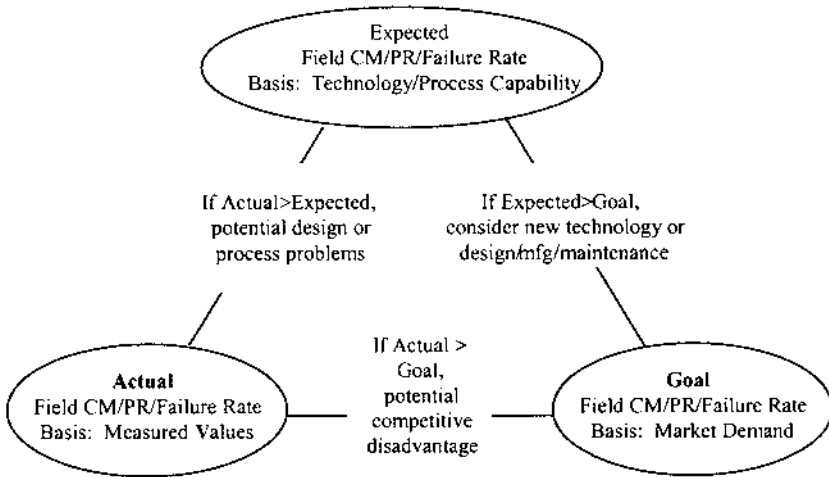 Expected
Field CM/PR/Failure Rate
Basis: Technology/Process Capability
If Actual>Expected,
potential design or
process problems
If Expected>Goal,
consider new technology or
design/mfg/maintenance
If Actual >
Goal,
potential
competitive
disadvantage
Actual
Field CM/PR/Failure Rate
Basis: Measured Values
Goal
Field CM/PR/Failure Rate
Basis: Market Demand